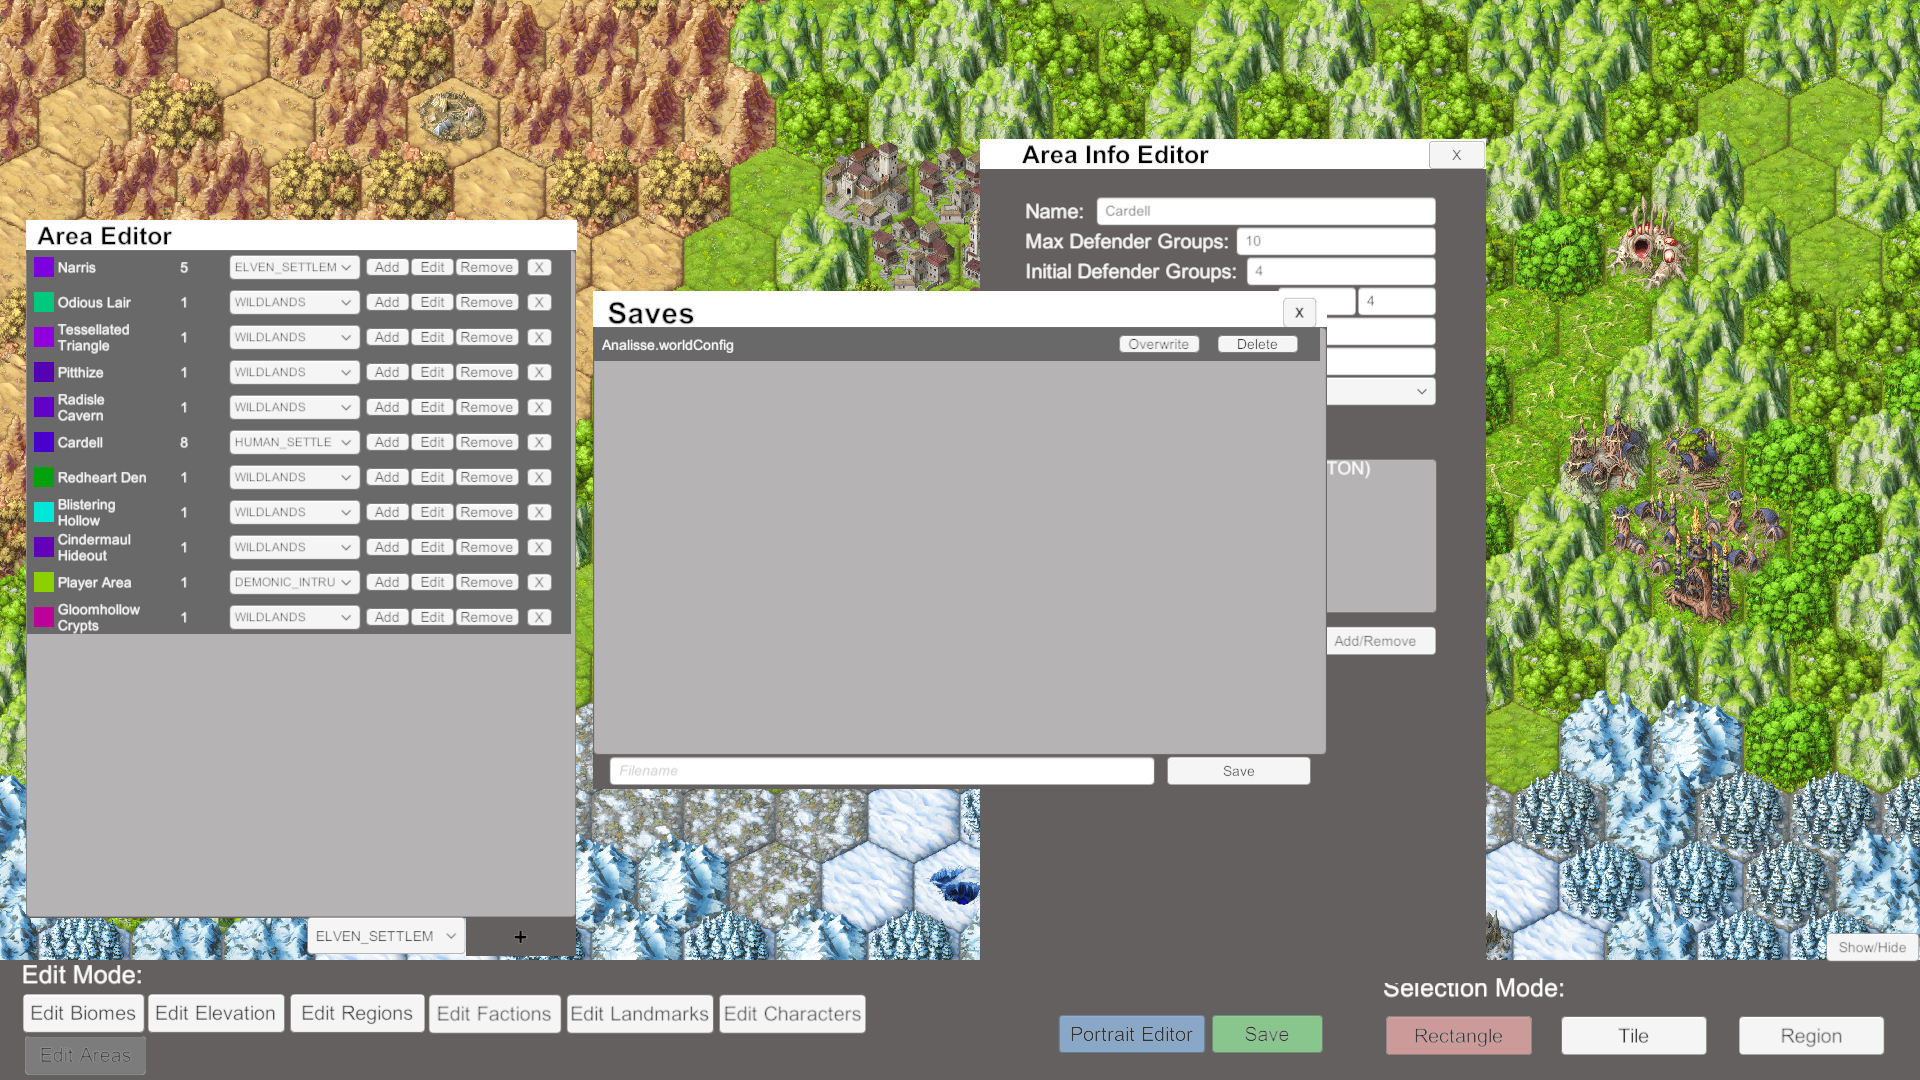 Area Info Editor
X
Name:
Cardell
Max Defender Groups:
10
Initial Defender Groups:
4
4
TON)
Add/Remove
Area Editor
Narris 5 ELVEN_SETTLEM Add Edit Remove X
Odious Lair 1 WILDLANDS Add Edit Remove X
Tessellated
Triangle 1 WILDLANDS Add Edit Remove X
Pitthize 1 WILDLANDS Add Edit Remove X
Radisle
Cavern 1 WILDLANDS Add Edit Remove X
Cardell 8 HUMAN_SETTLE Add Edit Remove X
Redheart Den 1 WILDLANDS Add Edit Remove X
Blistering
Hollow 1 WILDLANDS Add Edit Remove X
Cindermaul
Hideout 1 WILDLANDS Add Edit Remove X
Player Area 1 DEMONIC_INTRU Add Edit Remove X
Gloomhollow
Crypts 1 WILDLANDS Add Edit Remove X
ELVEN_SETTLEM +
Saves
X
Analisse.worldConfig Overwrite Delete
Filename Save
Show/Hide
Edit Mode:
Edit Biomes Edit Elevation Edit Regions Edit Factions Edit Landmarks Edit Characters
Edit Areas
Portrait Editor Save
Selection Mode:
Rectangle Tile Region